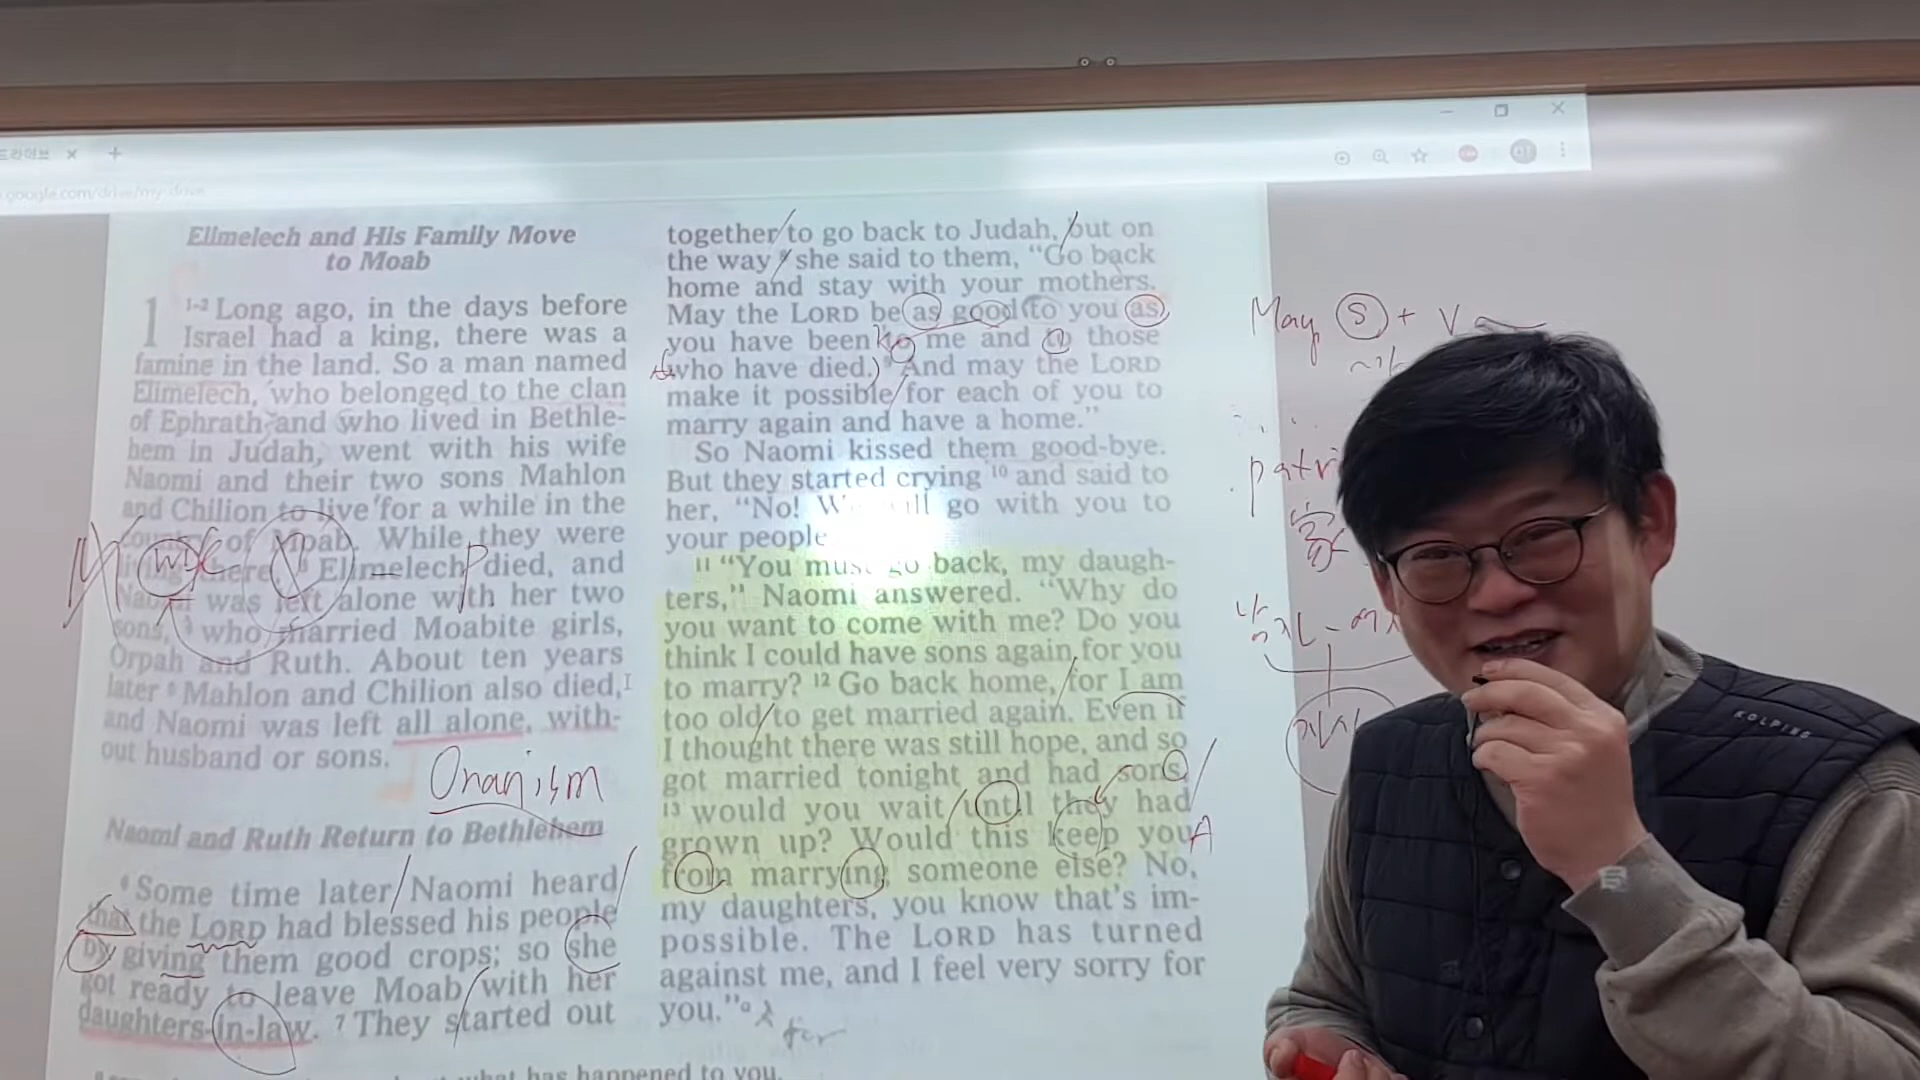 드라이브
google.com/drive/my-drive
Elimelech and His Family Move
to Moab
1 1-2 Long ago, in the days before
Israel had a king, there was a
famine in the land. So a man named
Elimelech, who belonged to the clan
of Ephrath and who lived in Bethle-
hem in Judah, went with his wife
Naomi and their two sons Mahlon
and Chilion to live for a while in the
country of Moab. While they were
living there, Elimelech died, and
Naomi was left alone with her two
sons, who married Moabite girls,
Orpah and Ruth. About ten years
later 5 Mahlon and Chilion also died,
and Naomi was left all alone, with-
out husband or sons.
Onanism
Naomi and Ruth Return to Bethlehem
6 Some time later Naomi heard
that the LORD had blessed his people
by giving them good crops; so she
got ready to leave Moab with her
daughters-in-law. 7 They started out
together to go back to Judah, but on
the way 8 she said to them, “Go back
home and stay with your mothers.
May the LORD be as good to you as
you have been to me and to those
who have died. 9 And may the LORD
make it possible for each of you to
marry again and have a home.”
So Naomi kissed them good-bye.
But they started crying 10 and said to
her, “No! We will go with you to
your people
11 “You must go back, my daugh-
ters,” Naomi answered. “Why do
you want to come with me? Do you
think I could have sons again for you
to marry? 12 Go back home, for I am
too old to get married again. Even if
I thought there was still hope, and so
got married tonight and had sons,
13 would you wait until they had
grown up? Would this keep you A
from marrying someone else? No,
my daughters, you know that's im-
possible. The LORD has turned
against me, and I feel very sorry for
you.” a
for
what has happened to you.
May S + V
patri
KOLPING